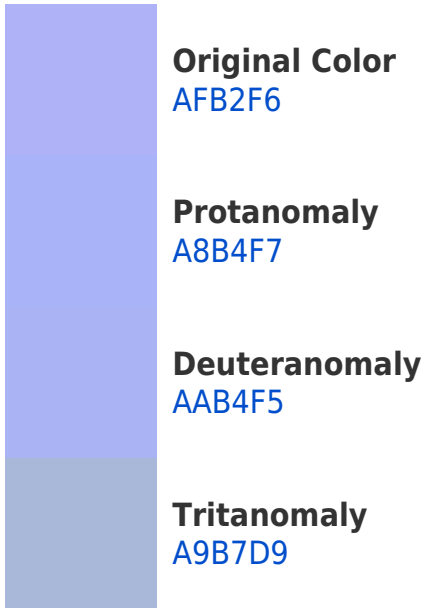 Original Color
AFB2F6
Protanomaly
A8B4F7
Deuteranomaly
AAB4F5
Tritanomaly
A9B7D9